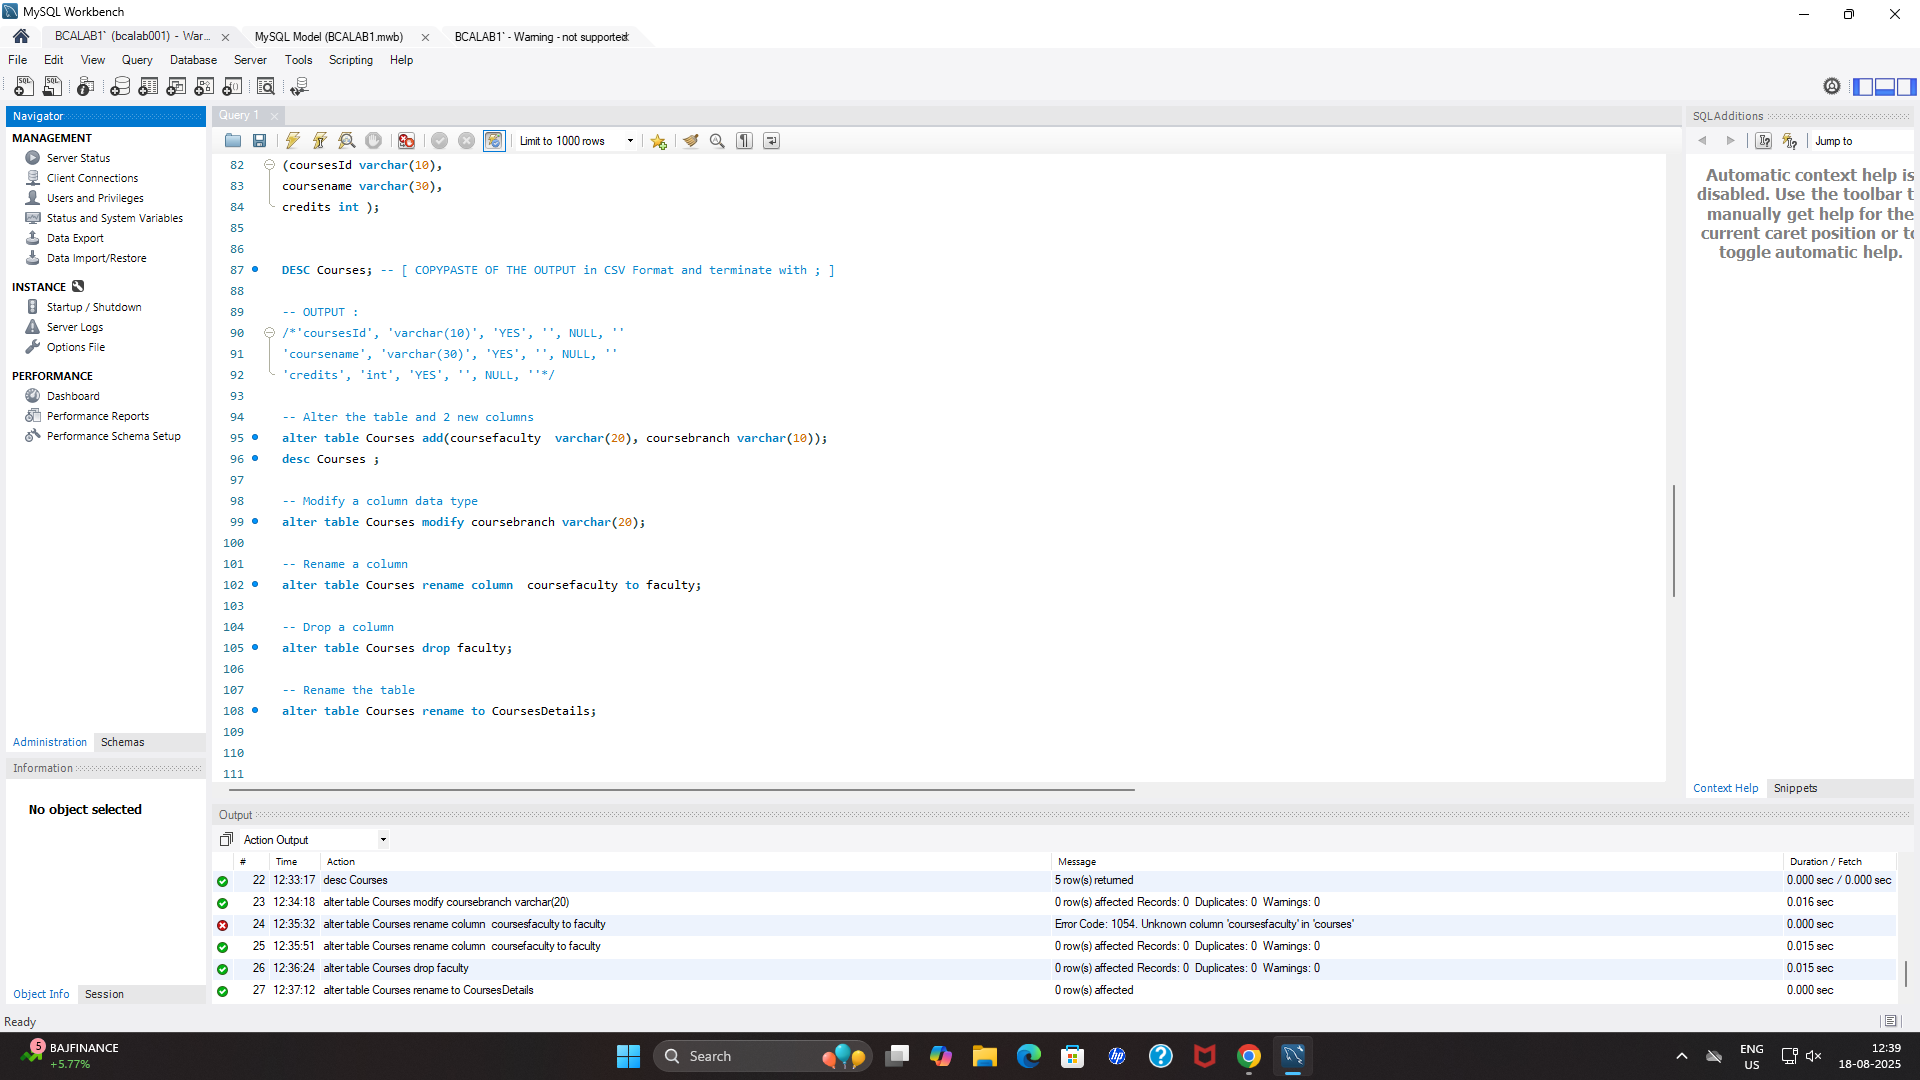 MySQL Workbench
BCALAB1` (bcalab001) - War...
MySQL Model (BCALAB1.mwb)
BCALAB1` - Warning - not supported
File Edit View Query Database Server Tools Scripting Help
Navigator
MANAGEMENT
Server Status
Client Connections
Users and Privileges
Status and System Variables
Data Export
Data Import/Restore
INSTANCE
Startup / Shutdown
Server Logs
Options File
PERFORMANCE
Dashboard
Performance Reports
Performance Schema Setup
Administration Schemas
Information
No object selected
Object Info Session
Query 1
Limit to 1000 rows
82 (coursesId varchar(10),
83 coursename varchar(30),
84 credits int );
85
86
87 DESC Courses; -- [ COPYPASTE OF THE OUTPUT in CSV Format and terminate with ; ]
88
89 -- OUTPUT :
90 /*'coursesId', 'varchar(10)', 'YES', '', NULL, ''
91 'coursename', 'varchar(30)', 'YES', '', NULL, ''
92 'credits', 'int', 'YES', '', NULL, ''*/
93
94 -- Alter the table and 2 new columns
95 alter table Courses add(coursefaculty  varchar(20), coursebranch varchar(10));
96 desc Courses ;
97
98 -- Modify a column data type
99 alter table Courses modify coursebranch varchar(20);
100
101 -- Rename a column
102 alter table Courses rename column  coursefaculty to faculty;
103
104 -- Drop a column
105 alter table Courses drop faculty;
106
107 -- Rename the table
108 alter table Courses rename to CoursesDetails;
109
110
111
SQLAdditions
Jump to
Automatic context help is
disabled. Use the toolbar t
manually get help for the
current caret position or to
toggle automatic help.
Context Help Snippets
Output
Action Output
# Time Action Message Duration / Fetch
22 12:33:17 desc Courses 5 row(s) returned 0.000 sec / 0.000 sec
23 12:34:18 alter table Courses modify coursebranch varchar(20) 0 row(s) affected Records: 0  Duplicates: 0  Warnings: 0 0.016 sec
24 12:35:32 alter table Courses rename column  coursesfaculty to faculty Error Code: 1054. Unknown column 'coursesfaculty' in 'courses' 0.000 sec
25 12:35:51 alter table Courses rename column  coursefaculty to faculty 0 row(s) affected Records: 0  Duplicates: 0  Warnings: 0 0.015 sec
26 12:36:24 alter table Courses drop faculty 0 row(s) affected Records: 0  Duplicates: 0  Warnings: 0 0.015 sec
27 12:37:12 alter table Courses rename to CoursesDetails 0 row(s) affected 0.000 sec
Ready
5
BAJFINANCE
+5.77%
Search
ENG
US
12:39
18-08-2025